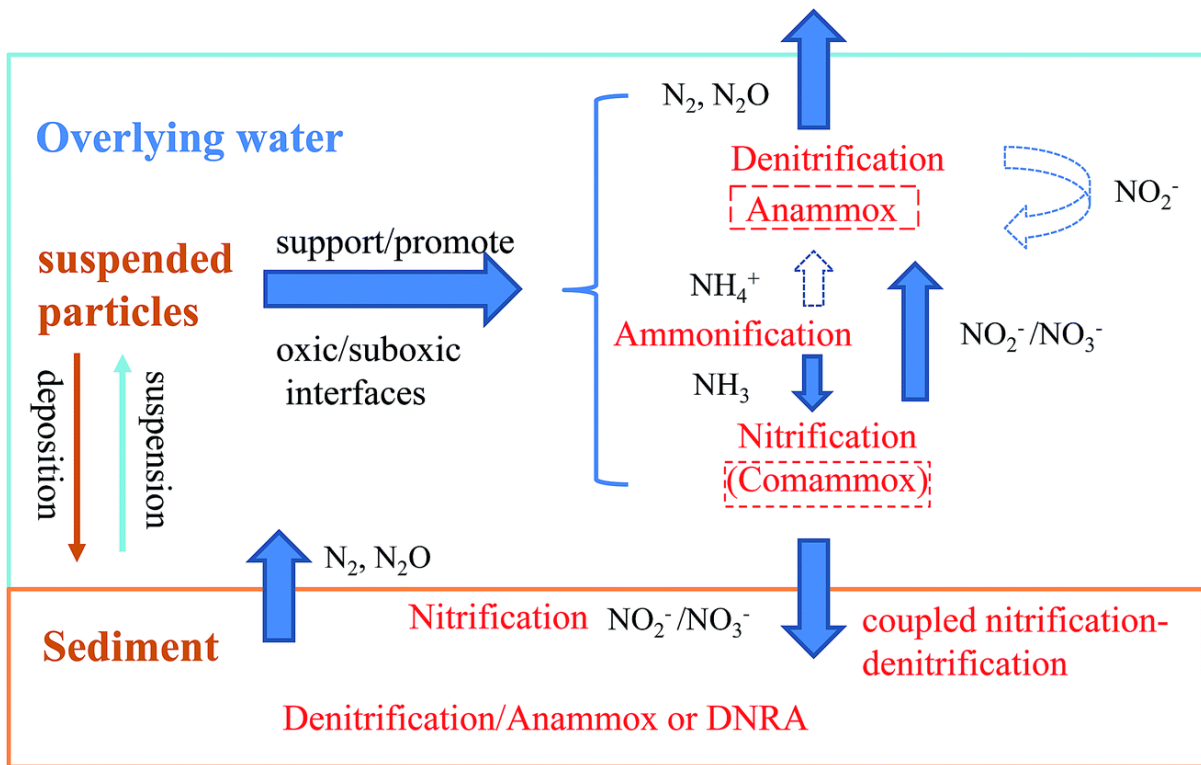 Overlying water
N₂, N₂O
Denitrification
Anammox
NO₂⁻
suspended
particles
support/promote
oxic/suboxic
interfaces
NH₄⁺
Ammonification
NH₃
NO₂⁻/NO₃⁻
Nitrification
(Comammox)
deposition
suspension
N₂, N₂O
Sediment
Nitrification
NO₂⁻/NO₃⁻
coupled nitrification-
denitrification
Denitrification/Anammox or DNRA